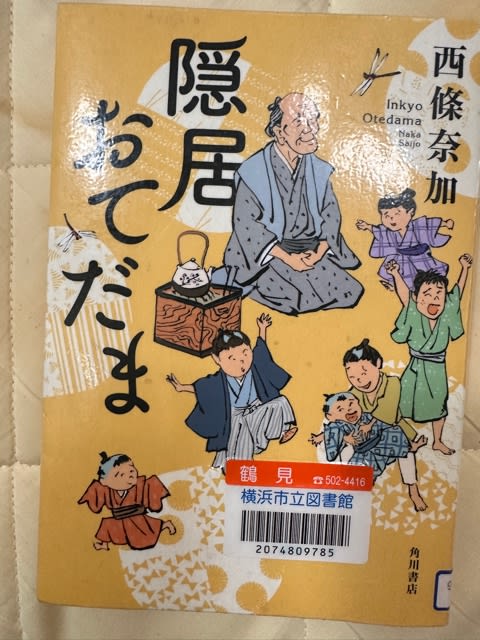 隠居
おてだま
西條奈加
Inkyo
Otedama
Naka
Saijo
鶴見 ☎502-4416
横浜市立図書館
2074809785
角川書店